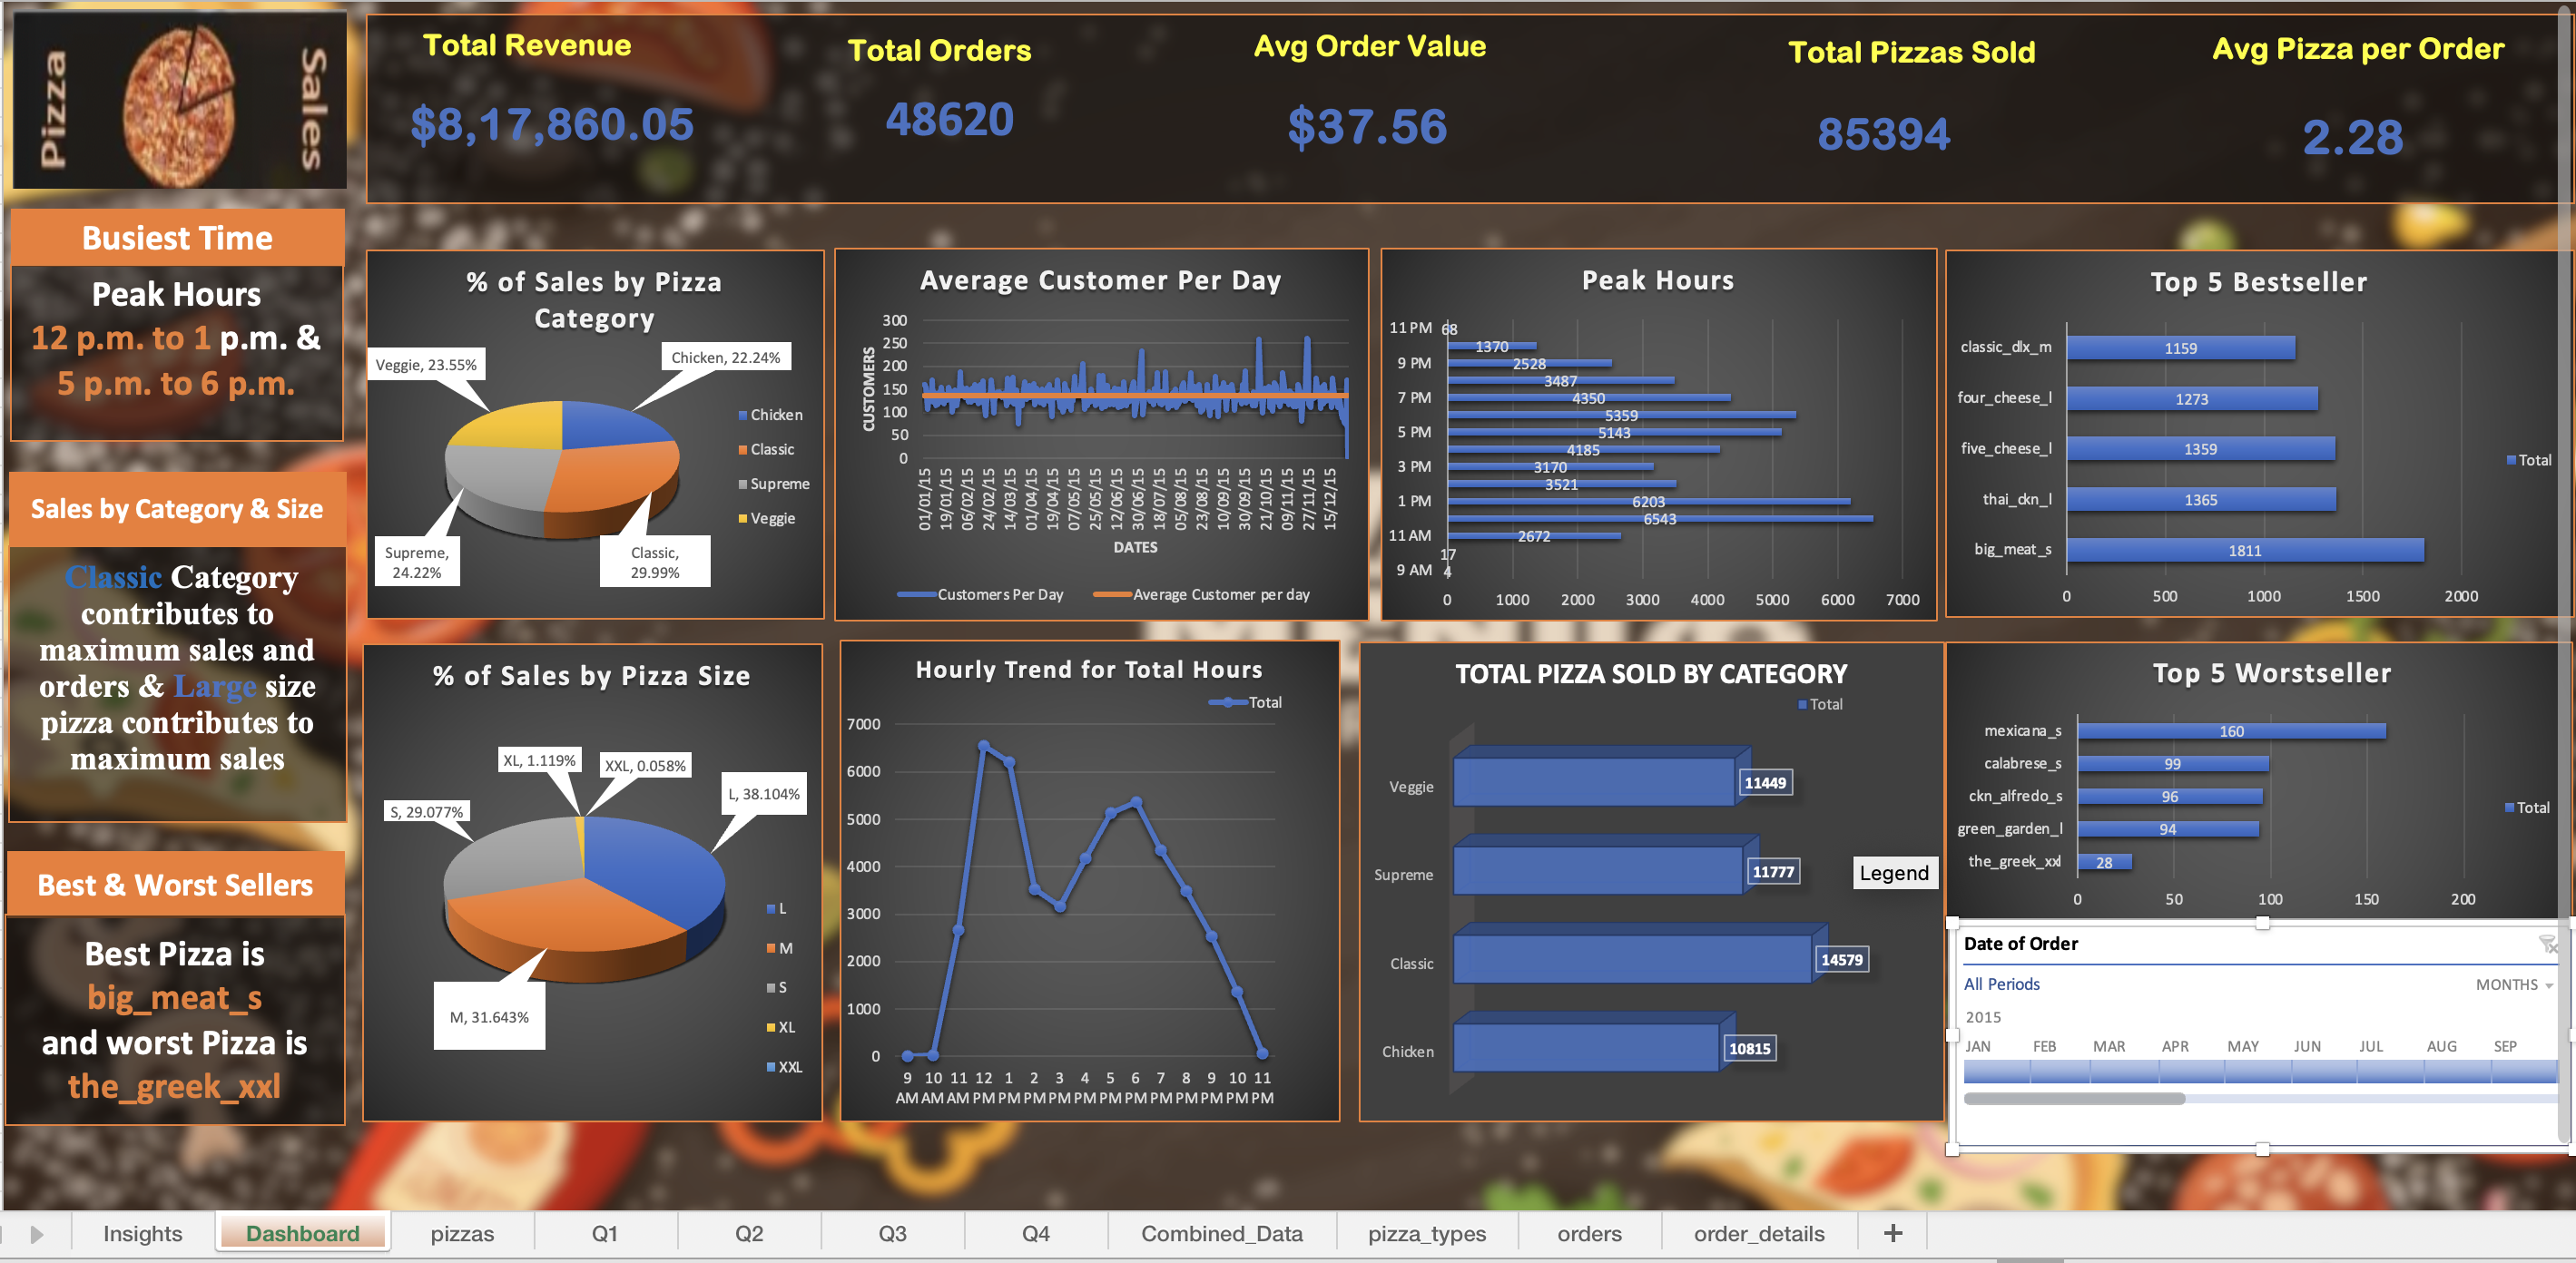 Pizza
Sales
Total Revenue
$8,17,860.05
Total Orders
48620
Avg Order Value
$37.56
Total Pizzas Sold
85394
Avg Pizza per Order
2.28
Busiest Time
Peak Hours
12 p.m. to 1 p.m. &
5 p.m. to 6 p.m.
Sales by Category & Size
Classic Category
contributes to
maximum sales and
orders & Large size
pizza contributes to
maximum sales
Best & Worst Sellers
Best Pizza is
big_meat_s
and worst Pizza is
the_greek_xxl
% of Sales by Pizza
Category
Veggie, 23.55%
Chicken, 22.24%
Supreme,
24.22%
Classic,
29.99%
Chicken
Classic
Supreme
Veggie
Average Customer Per Day
CUSTOMERS
300
250
200
150
100
50
0
01/01/15
19/01/15
06/02/15
24/02/15
14/03/15
01/04/15
19/04/15
07/05/15
25/05/15
12/06/15
30/06/15
18/07/15
05/08/15
23/08/15
10/09/15
30/09/15
21/10/15
09/11/15
27/11/15
15/12/15
DATES
Customers Per Day
Average Customer per day
Peak Hours
11 PM 68
1370
9 PM 2528
3487
7 PM 4350
5359
5 PM 5143
4185
3 PM 3170
3521
1 PM 6203
6543
11 AM 2672
17
9 AM 4
0 1000 2000 3000 4000 5000 6000 7000
Top 5 Bestseller
classic_dlx_m 1159
four_cheese_l 1273
five_cheese_l 1359
thai_ckn_l 1365
big_meat_s 1811
0 500 1000 1500 2000
Total
% of Sales by Pizza Size
XL, 1.119%
XXL, 0.058%
L, 38.104%
S, 29.077%
M, 31.643%
L
M
S
XL
XXL
Hourly Trend for Total Hours
Total
7000
6000
5000
4000
3000
2000
1000
0
9 10 11 12 1 2 3 4 5 6 7 8 9 10 11
AM AM AM PM PM PM PM PM PM PM PM PM PM PM PM
TOTAL PIZZA SOLD BY CATEGORY
Total
Veggie 11449
Supreme 11777
Classic 14579
Chicken 10815
Legend
Top 5 Worstseller
mexicana_s 160
calabrese_s 99
ckn_alfredo_s 96
green_garden_l 94
the_greek_xxl 28
0 50 100 150 200
Total
Date of Order
All Periods
MONTHS
2015
JAN FEB MAR APR MAY JUN JUL AUG SEP
Insights Dashboard pizzas Q1 Q2 Q3 Q4 Combined_Data pizza_types orders order_details +